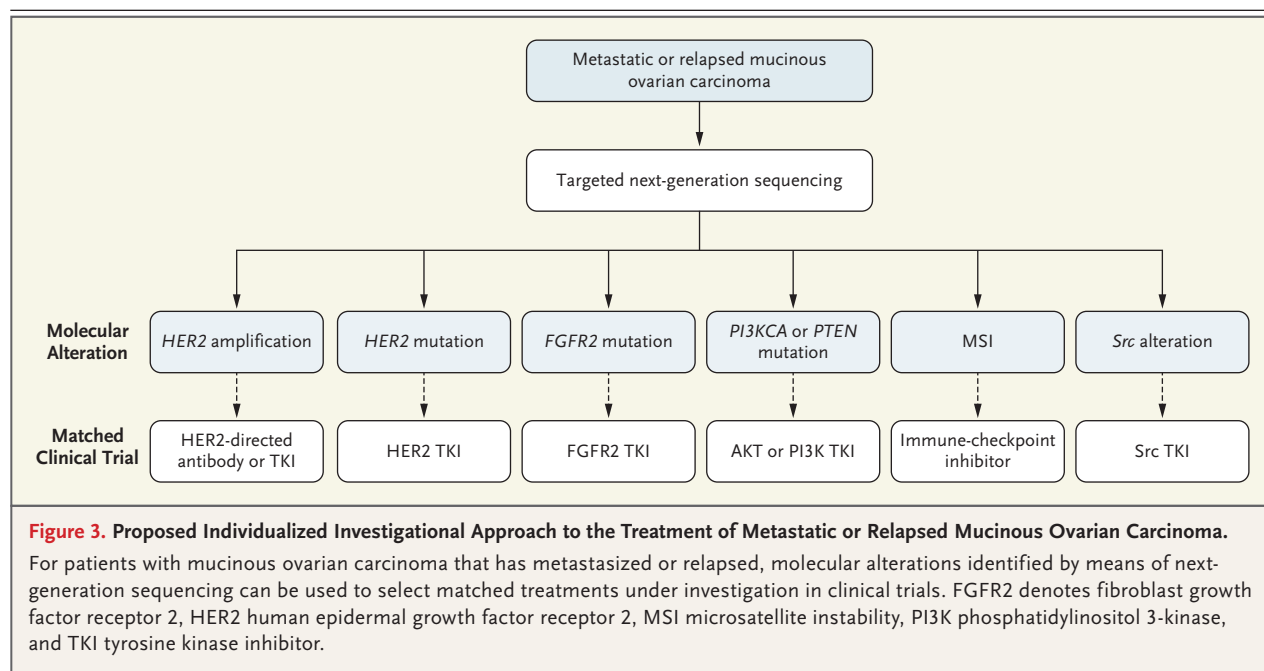 Metastatic or relapsed mucinous
ovarian carcinoma
Targeted next-generation sequencing
Molecular
Alteration
HER2 amplification
HER2 mutation
FGFR2 mutation
PI3KCA or PTEN
mutation
MSI
Src alteration
Matched
Clinical Trial
HER2-directed
antibody or TKI
HER2 TKI
FGFR2 TKI
AKT or PI3K TKI
Immune-checkpoint
inhibitor
Src TKI
Figure 3. Proposed Individualized Investigational Approach to the Treatment of Metastatic or Relapsed Mucinous Ovarian Carcinoma.
For patients with mucinous ovarian carcinoma that has metastasized or relapsed, molecular alterations identified by means of next-
generation sequencing can be used to select matched treatments under investigation in clinical trials. FGFR2 denotes fibroblast growth
factor receptor 2, HER2 human epidermal growth factor receptor 2, MSI microsatellite instability, PI3K phosphatidylinositol 3-kinase,
and TKI tyrosine kinase inhibitor.